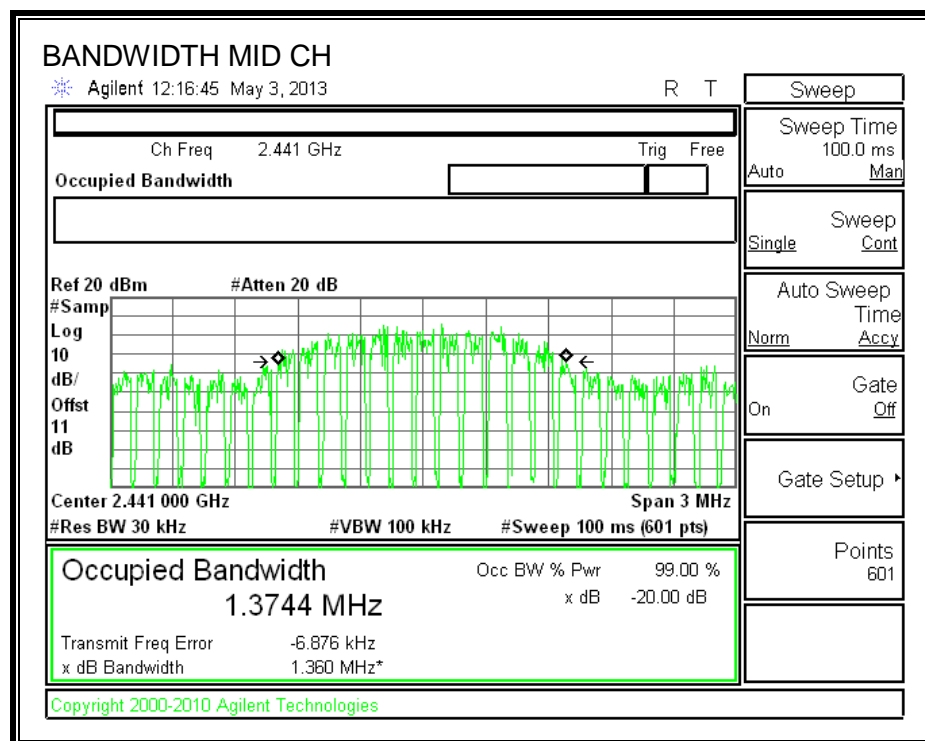 BANDWIDTH MID CH
Agilent 12:16:45 May 3, 2013 R T
Sweep
Ch Freq 2.441 GHz Trig Free
Occupied Bandwidth
Sweep Time
100.0 ms
Auto Man
Sweep
Single Cont
Auto Sweep
Time
Norm Accy
Gate
On Off
Gate Setup
Points
601
Ref 20 dBm #Atten 20 dB
#Samp
Log
10
dB/
Offst
11
dB
Center 2.441 000 GHz Span 3 MHz
#Res BW 30 kHz #VBW 100 kHz #Sweep 100 ms (601 pts)
Occupied Bandwidth Occ BW % Pwr 99.00 %
1.3744 MHz x dB -20.00 dB
Transmit Freq Error -6.876 kHz
x dB Bandwidth 1.360 MHz*
Copyright 2000-2010 Agilent Technologies